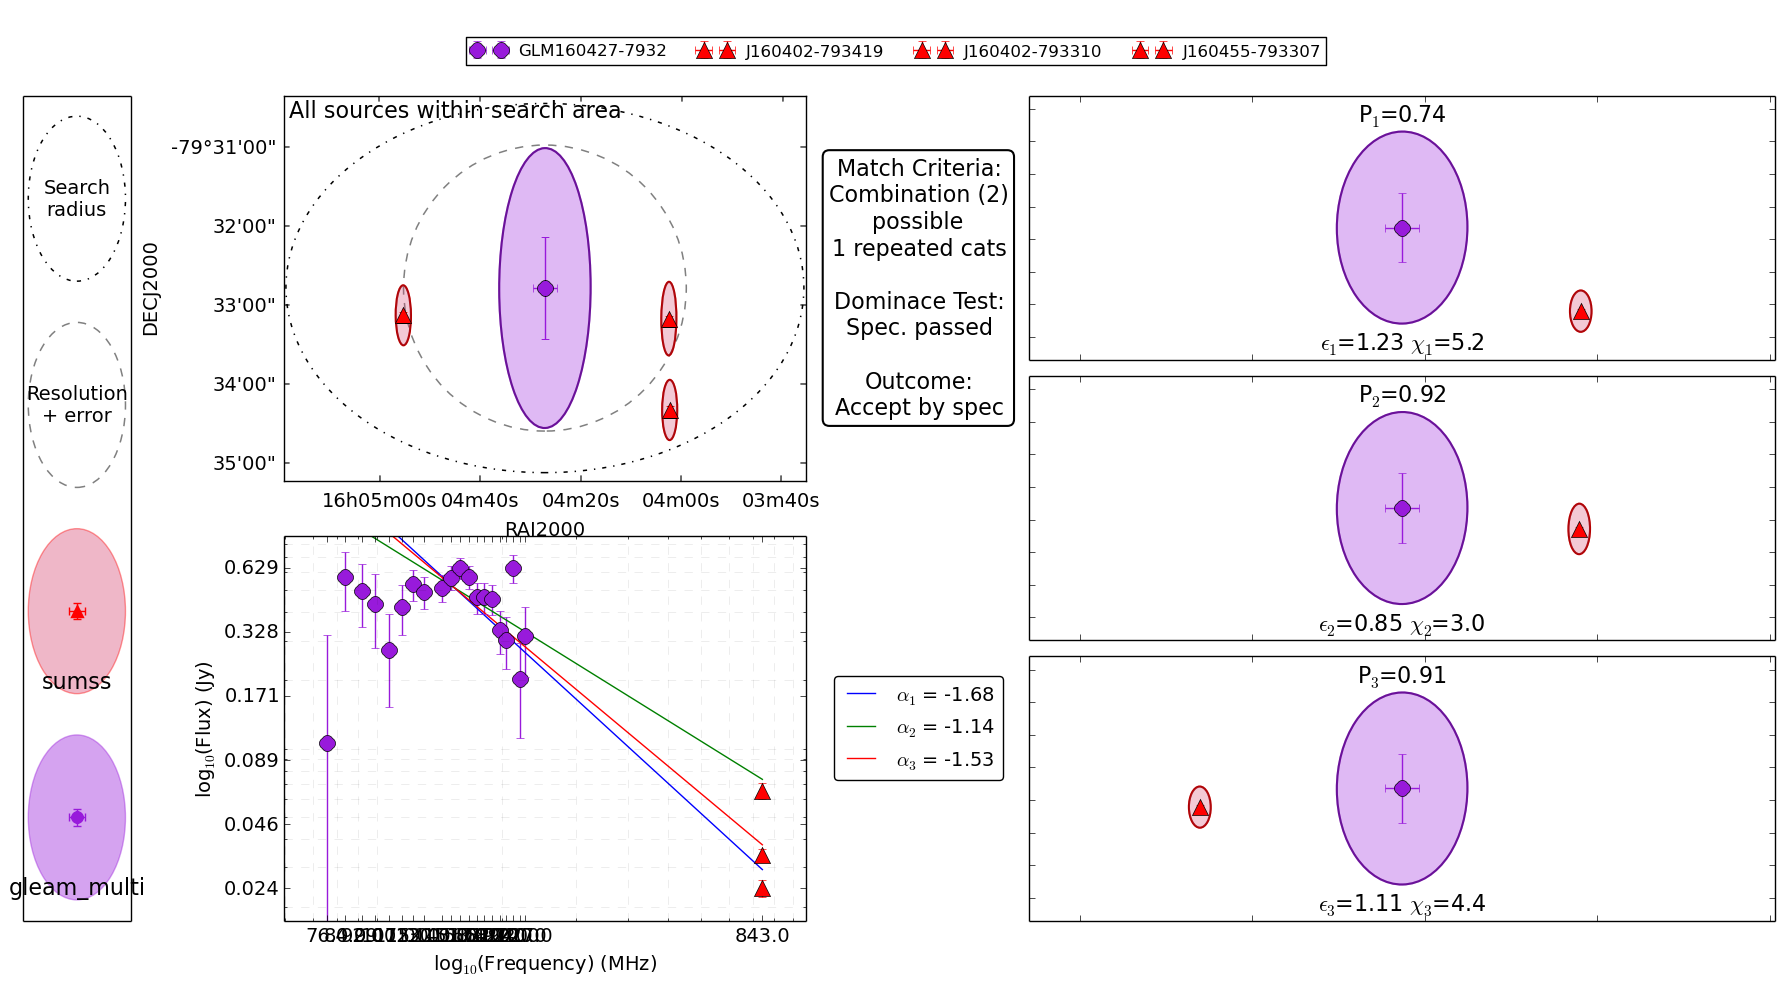 GLM160427-7932 J160402-793419 J160402-793310 J160455-793307
Search
radius
Resolution
+ error
sumss
gleam_multi
All sources within search area
DECJ2000
-79°31'00"
32'00"
33'00"
34'00"
35'00"
16h05m00s 04m40s 04m20s 04m00s 03m40s
RAJ2000
Match Criteria:
Combination (2)
possible
1 repeated cats
Dominace Test:
Spec. passed
Outcome:
Accept by spec
log₁₀(Flux) (Jy)
0.629
0.328
0.171
0.089
0.046
0.024
843.0
log₁₀(Frequency) (MHz)
α₁ = -1.68
α₂ = -1.14
α₃ = -1.53
P₁=0.74
ϵ₁=1.23 χ₁=5.2
P₂=0.92
ϵ₂=0.85 χ₂=3.0
P₃=0.91
ϵ₃=1.11 χ₃=4.4